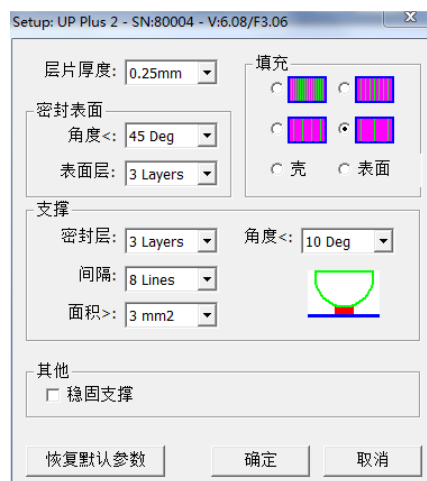 Setup: UP Plus 2 - SN:80004 - V:6.08/F3.06
层片厚度: 0.25mm
填充
密封表面
角度<: 45 Deg
表面层: 3 Layers
壳 表面
支撑
密封层: 3 Layers 角度<: 10 Deg
间隔: 8 Lines
面积>: 3 mm2
其他
稳固支撑
恢复默认参数 确定 取消